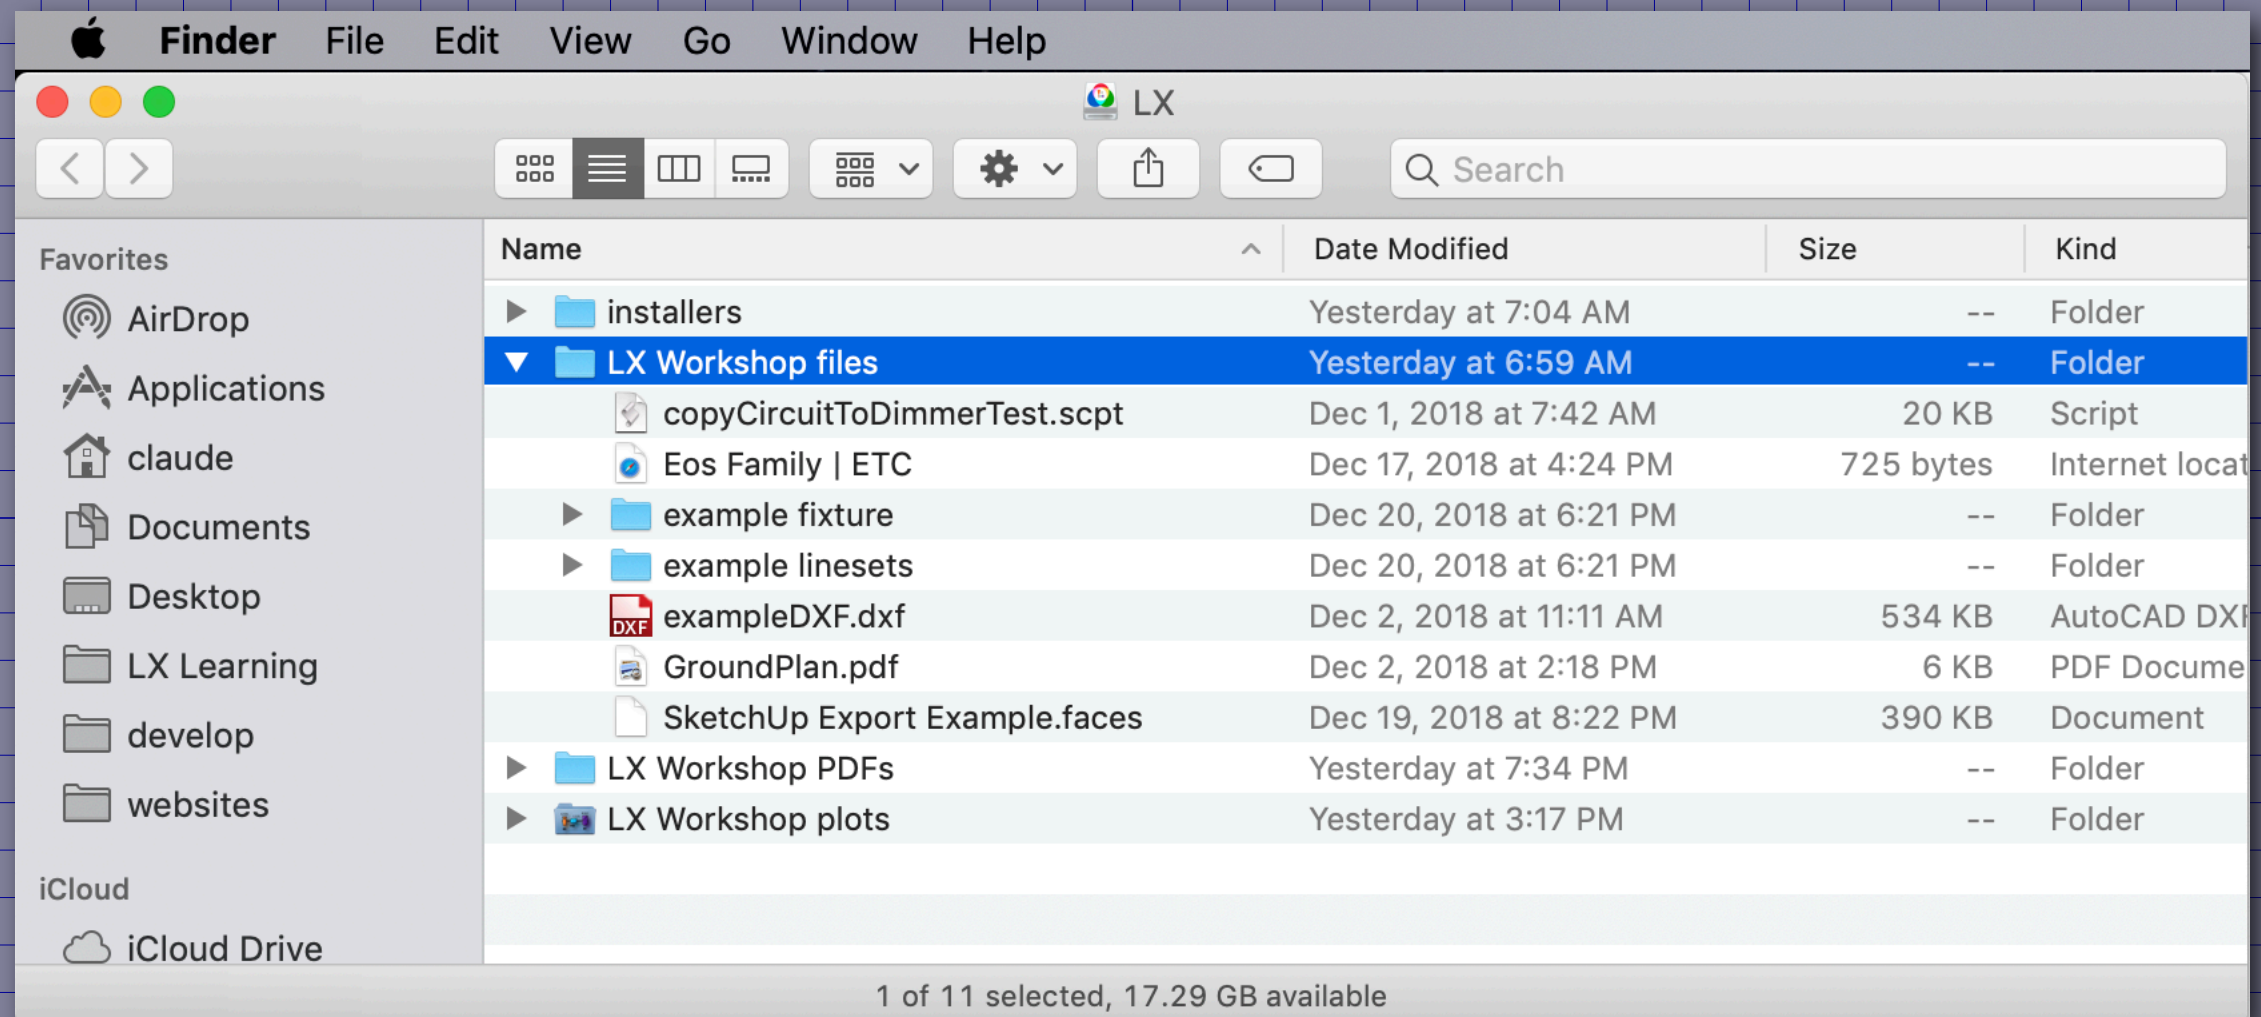 Finder File Edit View Go Window Help
LX
Search
Favorites
AirDrop
Applications
claude
Documents
Desktop
LX Learning
develop
websites
iCloud
iCloud Drive
Name Date Modified Size Kind
installers Yesterday at 7:04 AM -- Folder
LX Workshop files Yesterday at 6:59 AM -- Folder
copyCircuitToDimmerTest.scpt Dec 1, 2018 at 7:42 AM 20 KB Script
Eos Family | ETC Dec 17, 2018 at 4:24 PM 725 bytes Internet locat
example fixture Dec 20, 2018 at 6:21 PM -- Folder
example linesets Dec 20, 2018 at 6:21 PM -- Folder
DXF exampleDXF.dxf Dec 2, 2018 at 11:11 AM 534 KB AutoCAD DXF
GroundPlan.pdf Dec 2, 2018 at 2:18 PM 6 KB PDF Docume
SketchUp Export Example.faces Dec 19, 2018 at 8:22 PM 390 KB Document
LX Workshop PDFs Yesterday at 7:34 PM -- Folder
LX Workshop plots Yesterday at 3:17 PM -- Folder
1 of 11 selected, 17.29 GB available